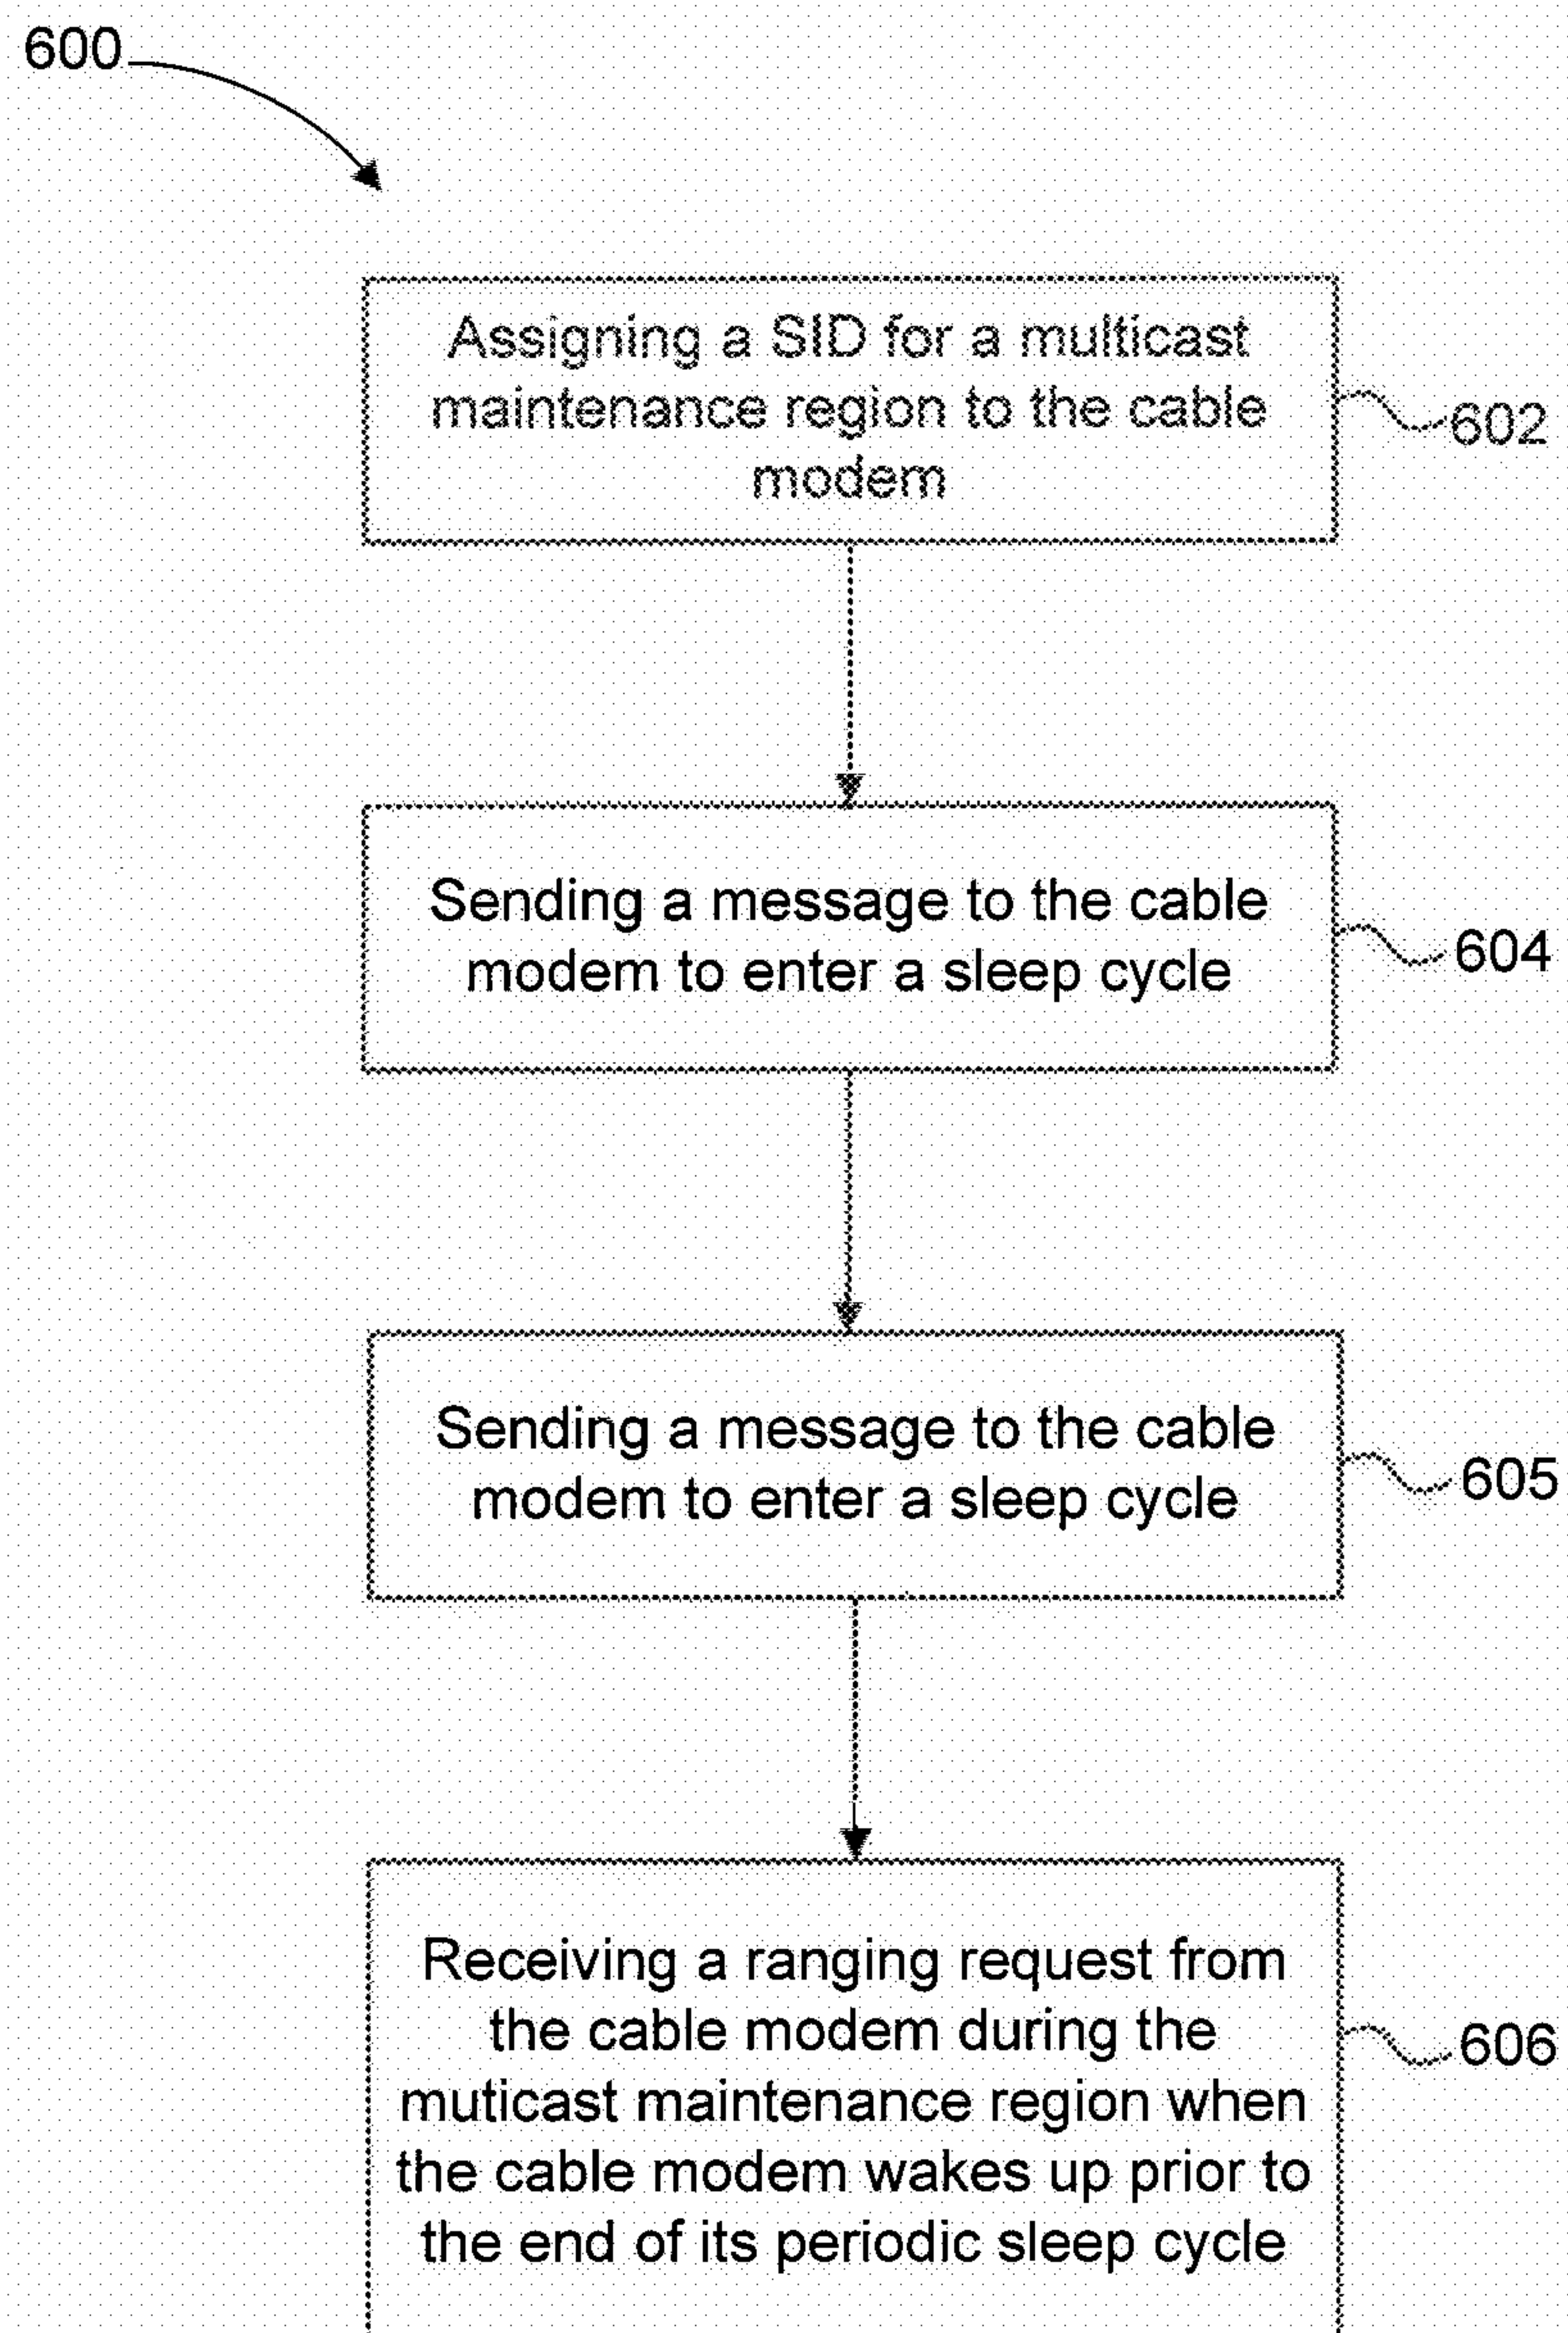 600
Assigning a SID for a multicast
maintenance region to the cable
modem
602
Sending a message to the cable
modem to enter a sleep cycle
604
Sending a message to the cable
modem to enter a sleep cycle
605
Receiving a ranging request from
the cable modem during the
muticast maintenance region when
the cable modem wakes up prior to
the end of its periodic sleep cycle
606